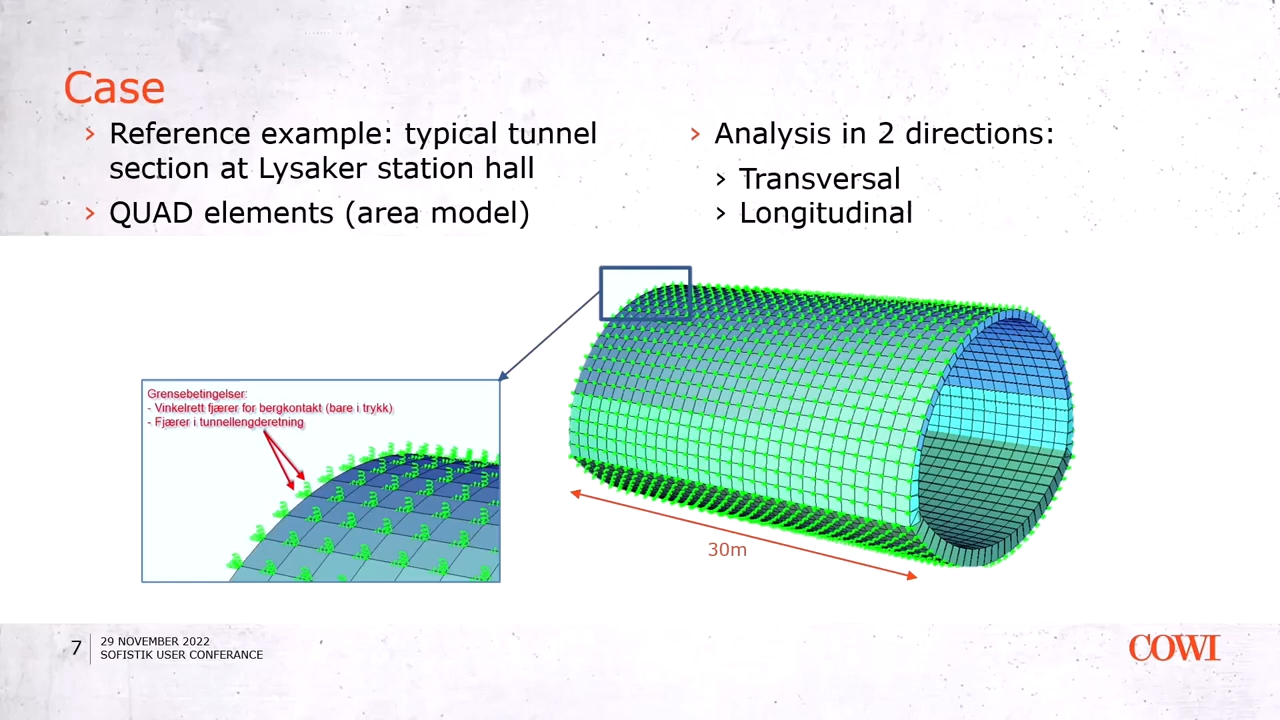 Case
› Reference example: typical tunnel
section at Lysaker station hall
› QUAD elements (area model)
› Analysis in 2 directions:
› Transversal
› Longitudinal
Grensebetingelser:
- Vinkelrett fjærer for bergkontakt (bare i trykk)
- Fjærer i tunnellengderetning
30m
7
29 NOVEMBER 2022
SOFISTIK USER CONFERANCE
COWI